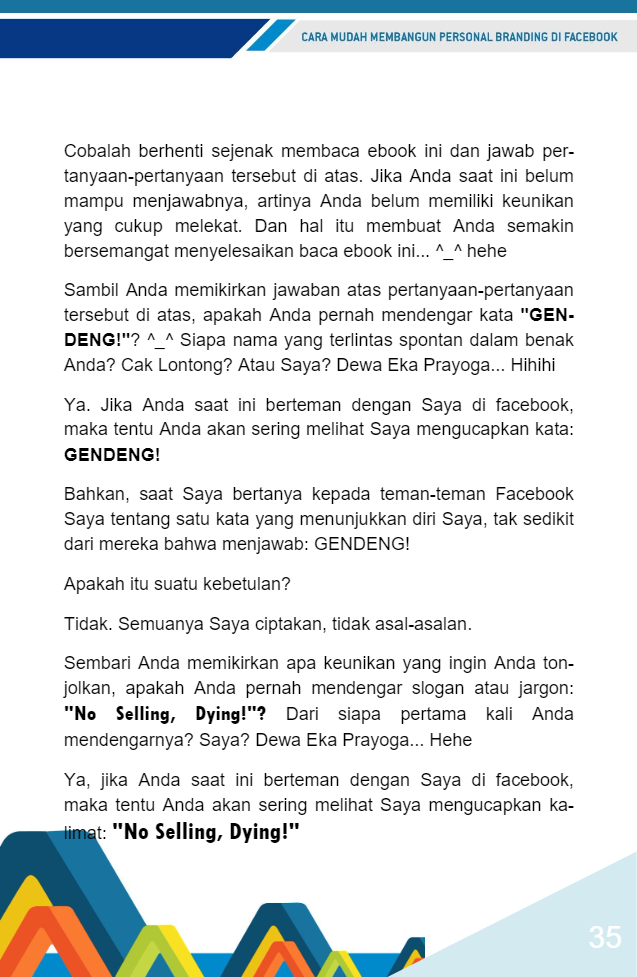 CARA MUDAH MEMBANGUN PERSONAL BRANDING DI FACEBOOK
Cobalah berhenti sejenak membaca ebook ini dan jawab per-
tanyaan-pertanyaan tersebut di atas. Jika Anda saat ini belum
mampu menjawabnya, artinya Anda belum memiliki keunikan
yang cukup melekat. Dan hal itu membuat Anda semakin
bersemangat menyelesaikan baca ebook ini... ^_^ hehe
Sambil Anda memikirkan jawaban atas pertanyaan-pertanyaan
tersebut di atas, apakah Anda pernah mendengar kata "GEN-
DENG!"? ^_^ Siapa nama yang terlintas spontan dalam benak
Anda? Cak Lontong? Atau Saya? Dewa Eka Prayoga... Hihihi
Ya. Jika Anda saat ini berteman dengan Saya di facebook,
maka tentu Anda akan sering melihat Saya mengucapkan kata:
GENDENG!
Bahkan, saat Saya bertanya kepada teman-teman Facebook
Saya tentang satu kata yang menunjukkan diri Saya, tak sedikit
dari mereka bahwa menjawab: GENDENG!
Apakah itu suatu kebetulan?
Tidak. Semuanya Saya ciptakan, tidak asal-asalan.
Sembari Anda memikirkan apa keunikan yang ingin Anda ton-
jolkan, apakah Anda pernah mendengar slogan atau jargon:
"No Selling, Dying!"? Dari siapa pertama kali Anda
mendengarnya? Saya? Dewa Eka Prayoga... Hehe
Ya, jika Anda saat ini berteman dengan Saya di facebook,
maka tentu Anda akan sering melihat Saya mengucapkan ka-
limat: "No Selling, Dying!"
35